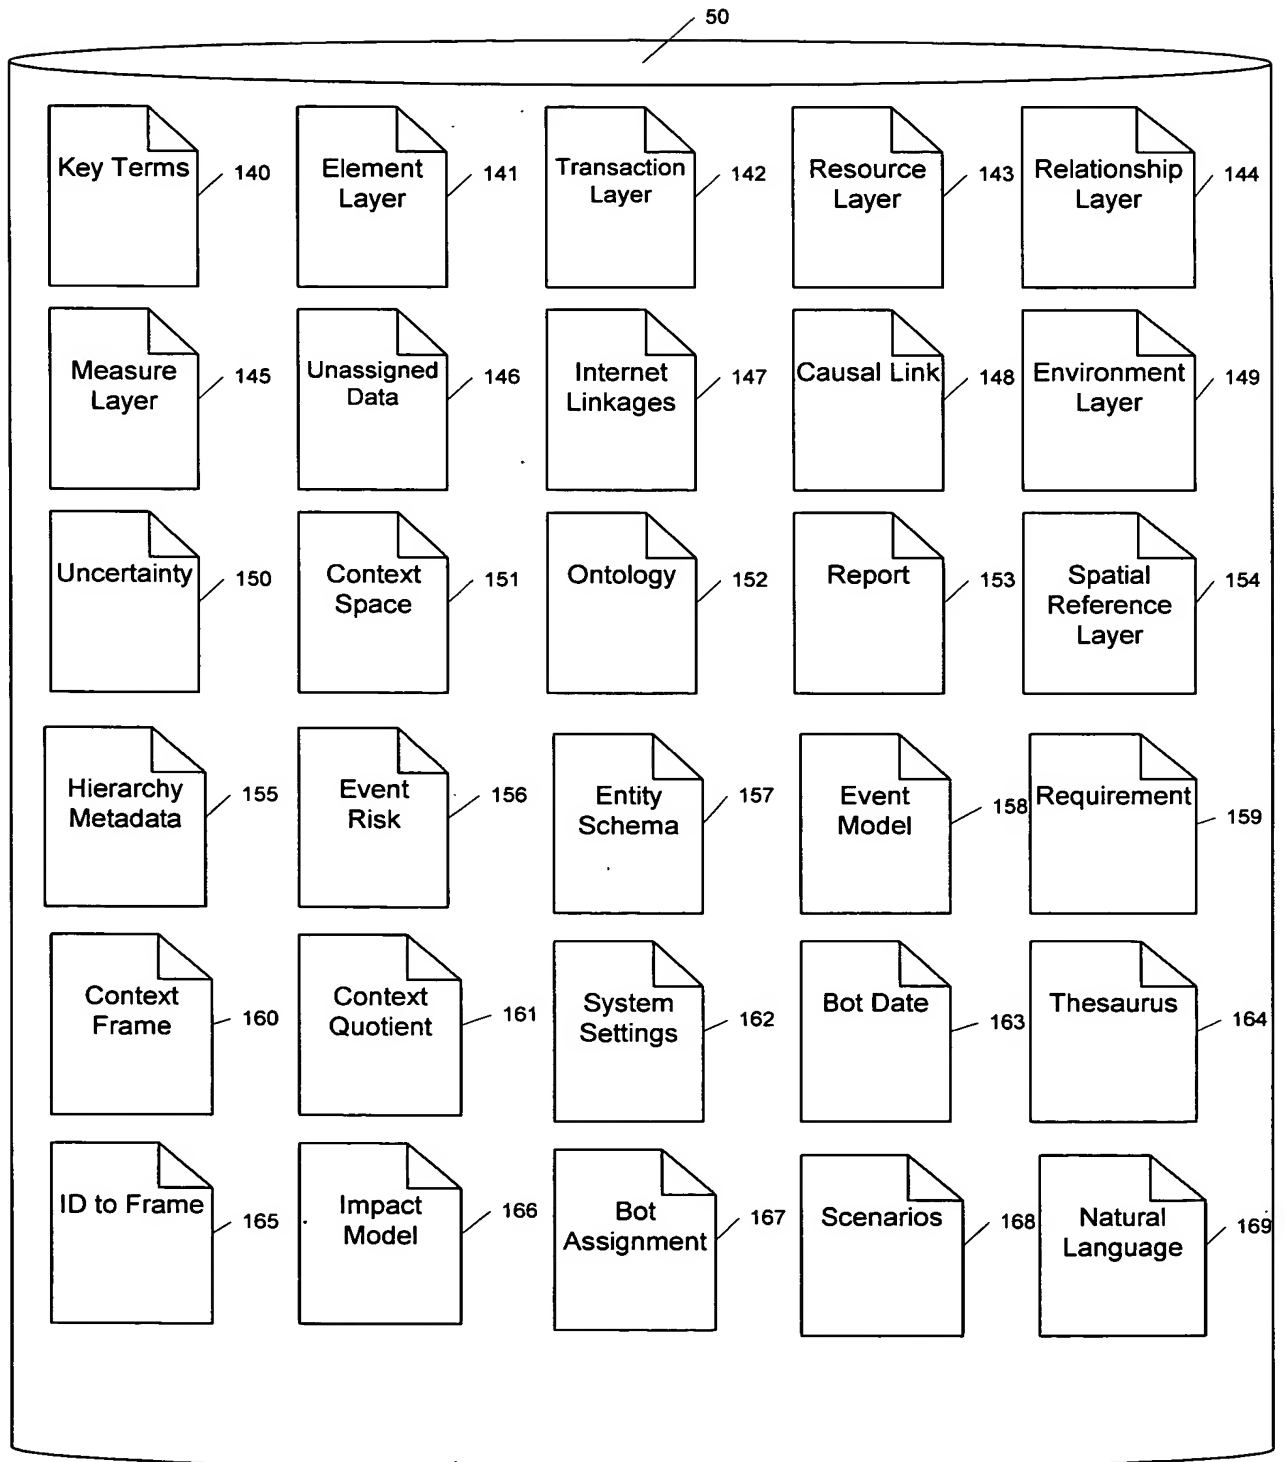 50
Key Terms
140
Element
Layer
141
Transaction
Layer
142
Resource
Layer
143
Relationship
Layer
144
Measure
Layer
145
Unassigned
Data
146
Internet
Linkages
147
Causal Link
148
Environment
Layer
149
Uncertainty
150
Context
Space
151
Ontology
152
Report
153
Spatial
Reference
Layer
154
Hierarchy
Metadata
155
Event
Risk
156
Entity
Schema
157
Event
Model
158
Requirement
159
Context
Frame
160
Context
Quotient
161
System
Settings
162
Bot Date
163
Thesaurus
164
ID to Frame
165
Impact
Model
166
Bot
Assignment
167
Scenarios
168
Natural
Language
169